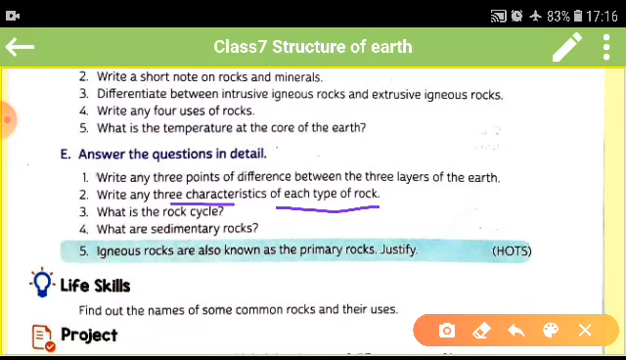 83% 17:16
Class7 Structure of earth
2. Write a short note on rocks and minerals.
3. Differentiate between intrusive igneous rocks and extrusive igneous rocks.
4. Write any four uses of rocks.
5. What is the temperature at the core of the earth?
E. Answer the questions in detail.
1. Write any three points of difference between the three layers of the earth.
2. Write any three characteristics of each type of rock.
3. What is the rock cycle?
4. What are sedimentary rocks?
5. Igneous rocks are also known as the primary rocks. Justify. (HOTS)
Life Skills
Find out the names of some common rocks and their uses.
Project